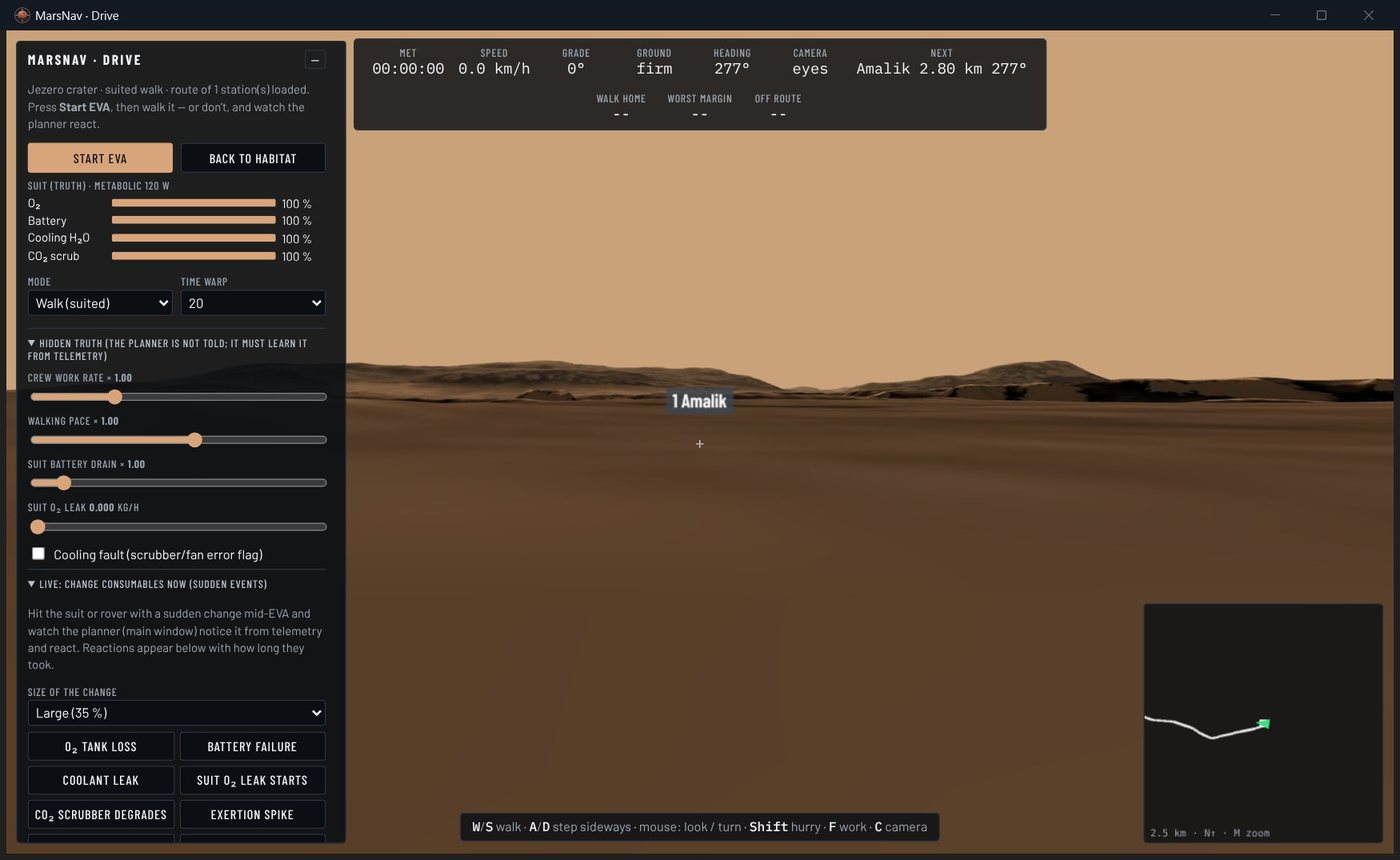 MarsNav · Drive
MARSNAV · DRIVE
–
Jezero crater · suited walk · route of 1 station(s) loaded.
Press Start EVA, then walk it — or don't, and watch the
planner react.
START EVA
BACK TO HABITAT
SUIT (TRUTH) · METABOLIC 120 W
O₂ 100 %
Battery 100 %
Cooling H₂O 100 %
CO₂ scrub 100 %
MODE
TIME WARP
Walk (suited)
20
▼ HIDDEN TRUTH (THE PLANNER IS NOT TOLD; IT MUST LEARN IT
FROM TELEMETRY)
CREW WORK RATE × 1.00
WALKING PACE × 1.00
SUIT BATTERY DRAIN × 1.00
SUIT O₂ LEAK 0.000 KG/H
Cooling fault (scrubber/fan error flag)
▼ LIVE: CHANGE CONSUMABLES NOW (SUDDEN EVENTS)
Hit the suit or rover with a sudden change mid-EVA and
watch the planner (main window) notice it from telemetry
and react. Reactions appear below with how long they
took.
SIZE OF THE CHANGE
Large (35 %)
O₂ TANK LOSS
BATTERY FAILURE
COOLANT LEAK
SUIT O₂ LEAK STARTS
CO₂ SCRUBBER DEGRADES
EXERTION SPIKE
MET SPEED GRADE GROUND HEADING CAMERA NEXT
00:00:00 0.0 km/h 0° firm 277° eyes Amalik 2.80 km 277°
WALK HOME WORST MARGIN OFF ROUTE
-- -- --
1 Amalik
+
W/S walk · A/D step sideways · mouse: look / turn · Shift hurry · F work · C camera
2.5 km · N↑ · M zoom